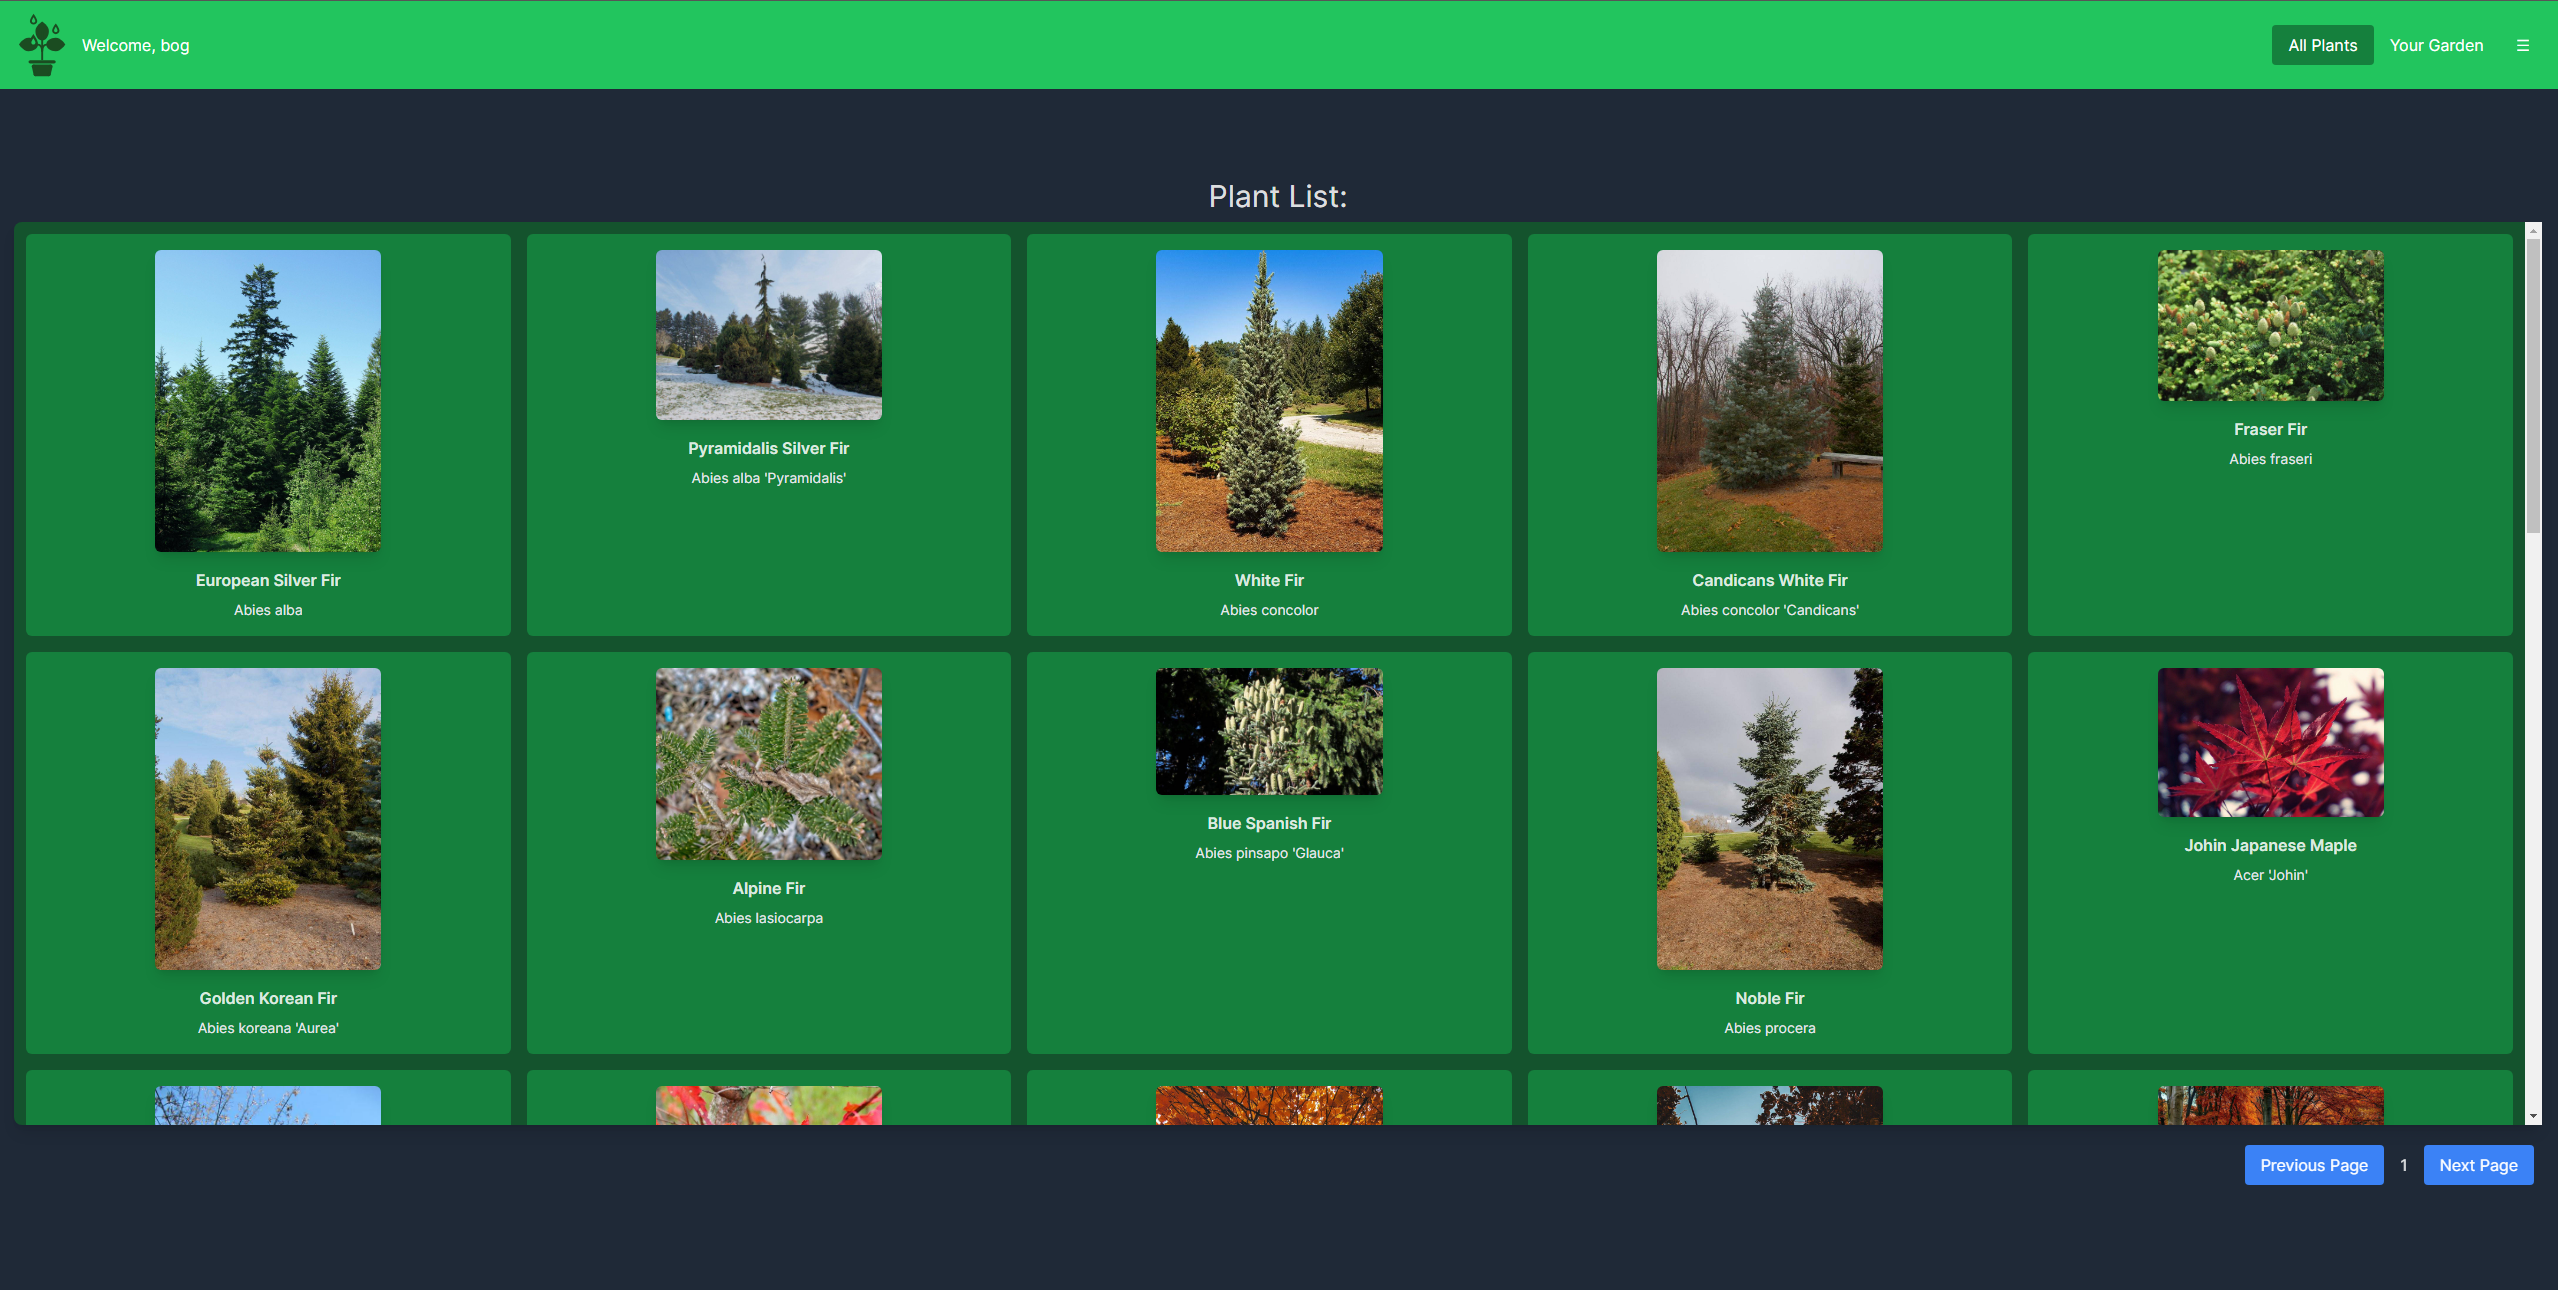 Welcome, bog
All Plants
Your Garden
☰
Plant List:
European Silver Fir
Abies alba
Pyramidalis Silver Fir
Abies alba 'Pyramidalis'
White Fir
Abies concolor
Candicans White Fir
Abies concolor 'Candicans'
Fraser Fir
Abies fraseri
Golden Korean Fir
Abies koreana 'Aurea'
Alpine Fir
Abies lasiocarpa
Blue Spanish Fir
Abies pinsapo 'Glauca'
Noble Fir
Abies procera
Johin Japanese Maple
Acer 'Johin'
Previous Page
1
Next Page